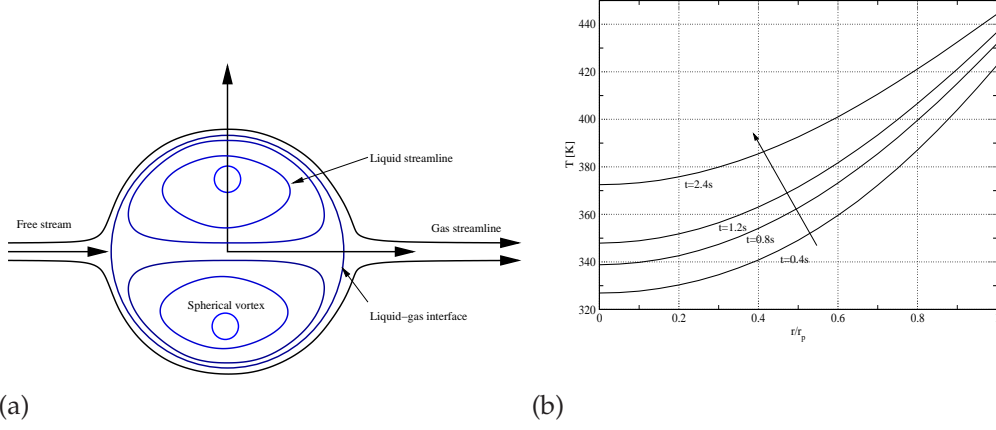 Liquid streamline
Free stream
Gas streamline
Spherical vortex
Liquid−gas interface
(a)
440
420
400
380
360
340
320
T [K]
t=2.4s
t=1.2s
t=0.8s
t=0.4s
0
0.2
0.4
0.6
0.8
r/rp
(b)